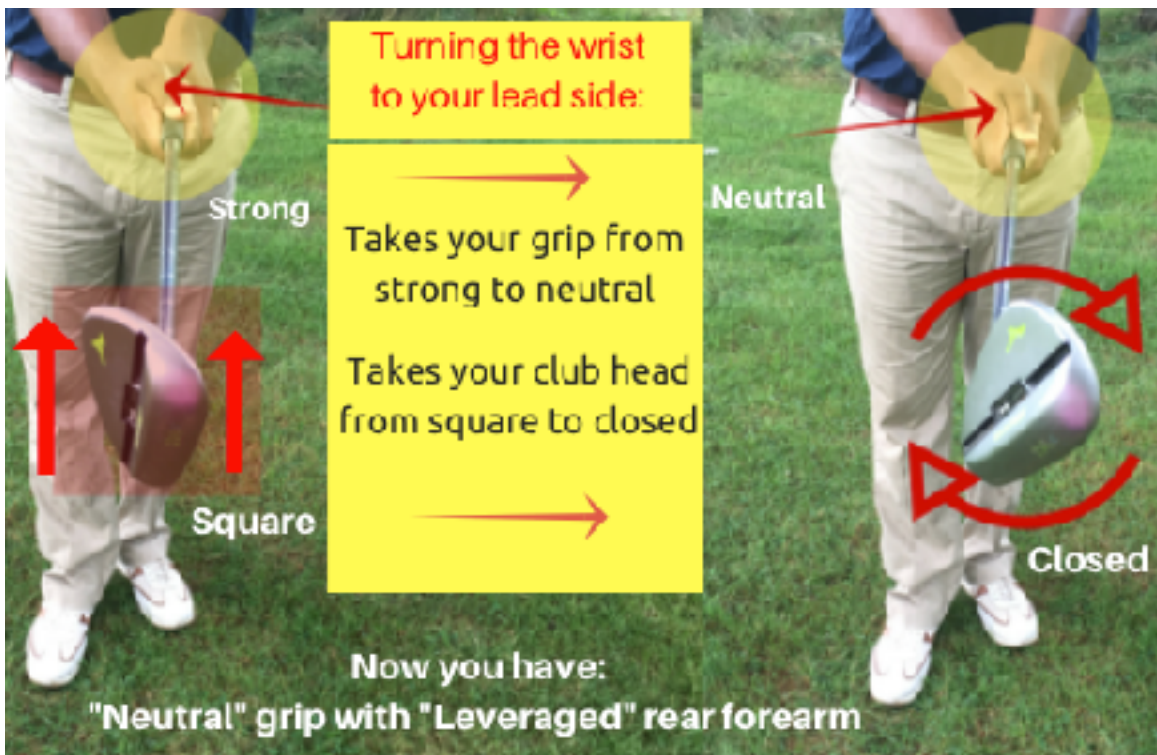 Turning the wrist
to your lead side:
Strong
Neutral
Takes your grip from
strong to neutral
Takes your club head
from square to closed
Square
Closed
Now you have:
"Neutral" grip with "Leveraged" rear forearm